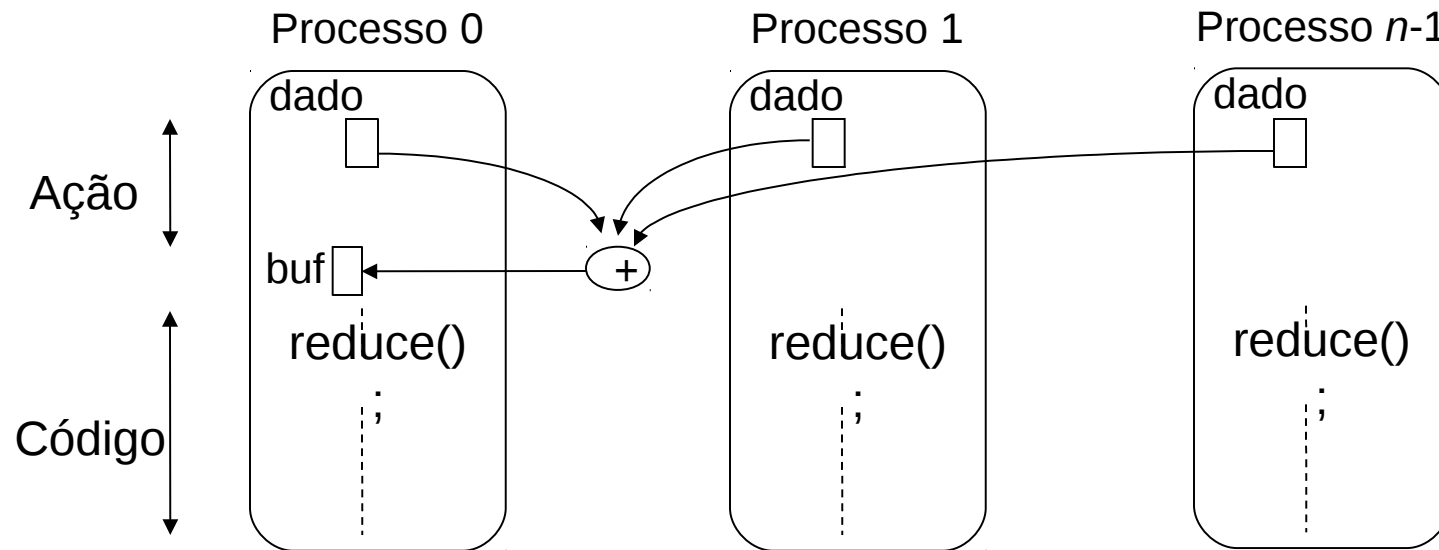 Processo 0
Processo 1
Processo n-1
dado
dado
dado
Ação
buf
+
reduce()
;
reduce()
;
reduce()
;
Código